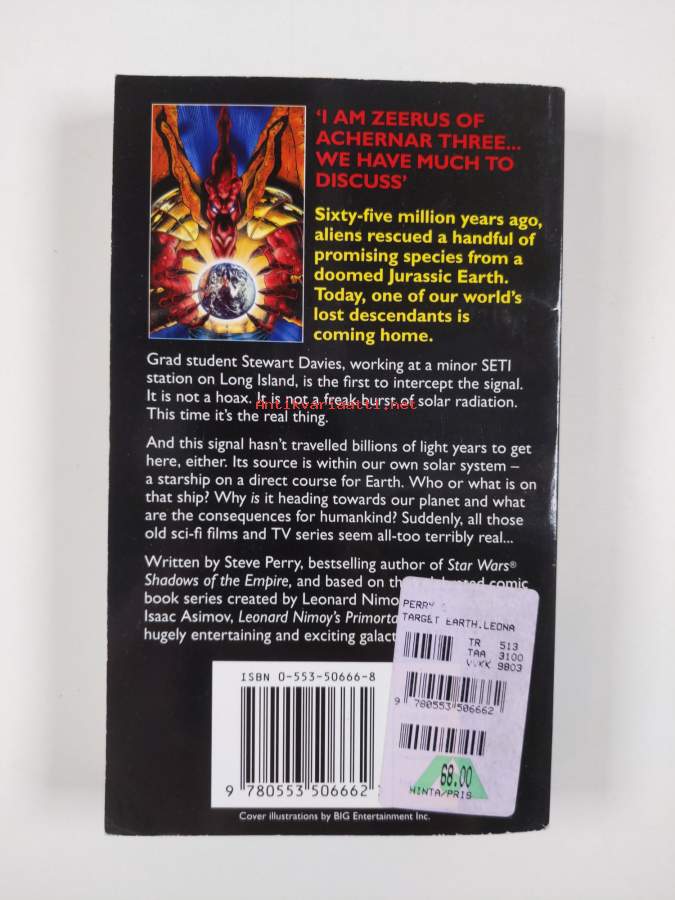 'I AM ZEERUS OF
ACHERNAR THREE...
WE HAVE MUCH TO
DISCUSS'
Sixty-five million years ago,
aliens rescued a handful of
promising species from a
doomed Jurassic Earth.
Today, one of our world's
lost descendants is
coming home.
Grad student Stewart Davies, working at a minor SETI
station on Long Island, is the first to intercept the signal.
It is not a hoax. It is not a freak burst of solar radiation.
Antikvariaatti.net
This time it's the real thing.
And this signal hasn't travelled billions of light years to get
here, either. Its source is within our own solar system –
a starship on a direct course for Earth. Who or what is on
that ship? Why is it heading towards our planet and what
are the consequences for humankind? Suddenly, all those
old sci-fi films and TV series seem all-too terribly real...
Written by Steve Perry, bestselling author of Star Wars®
Shadows of the Empire, and based on the comic
book series created by Leonard Nimoy
Isaac Asimov, Leonard Nimoy's
hugely entertaining and exciting
PERRY
TARGET EARTH.LEONA
TR 513
TAA 3100
VVKK 9803
9 780553 506662
68.00
HINTA/PRIS
ISBN 0-553-50666-8
9 780553 506662
Cover illustrations by BIG Entertainment Inc.